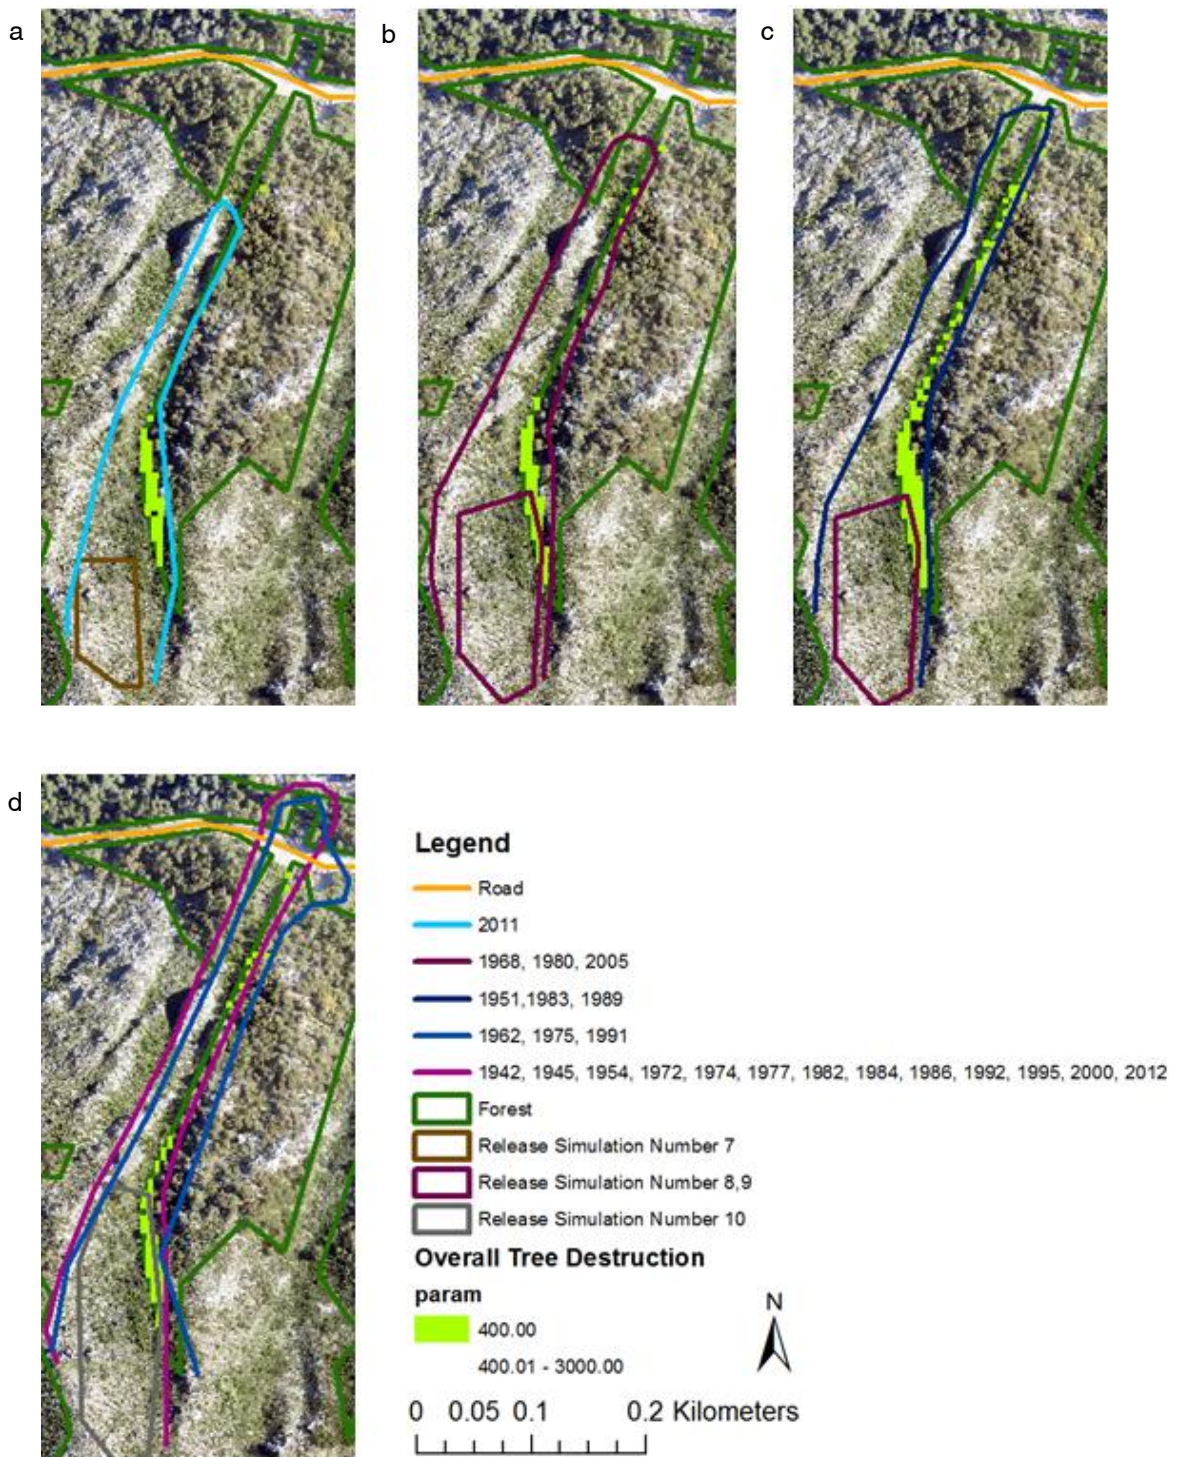 a
b
c
d
Legend
Road
2011
1968, 1980, 2005
1951,1983, 1989
1962, 1975, 1991
1942, 1945, 1954, 1972, 1974, 1977, 1982, 1984, 1986, 1992, 1995, 2000, 2012
Forest
Release Simulation Number 7
Release Simulation Number 8,9
Release Simulation Number 10
Overall Tree Destruction
param
400.00
400.01 - 3000.00
N
0 0.05 0.1 0.2 Kilometers